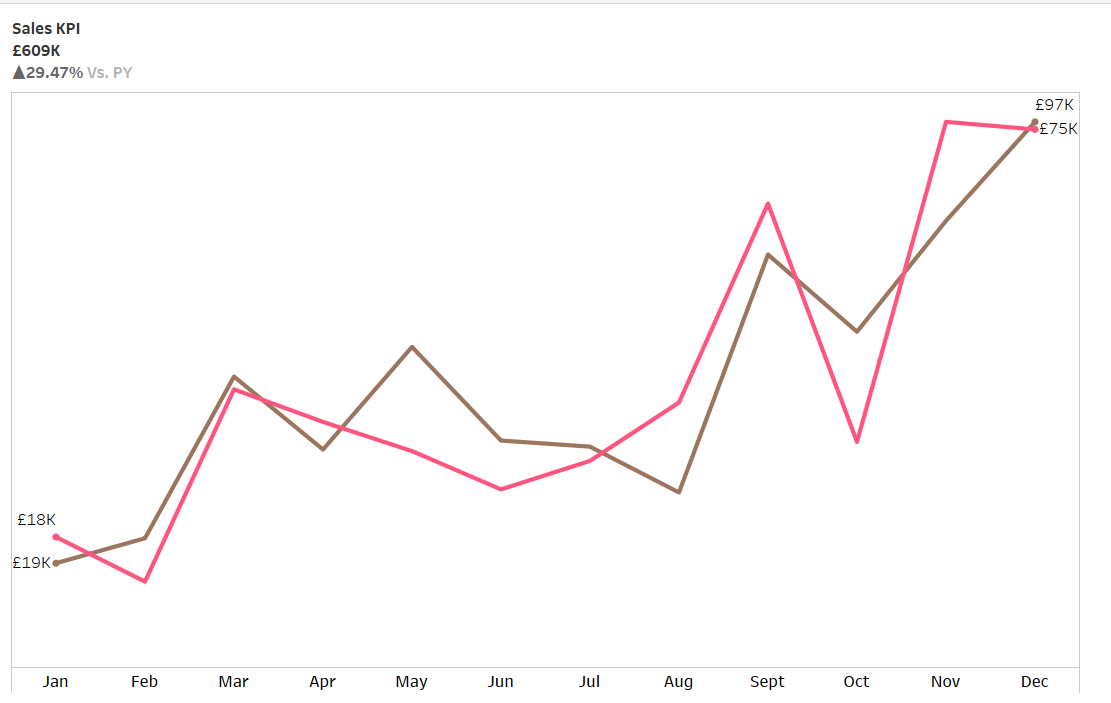 Sales KPI
£609K
▲29.47% Vs. PY
£97K
£75K
£18K
£19K
Jan Feb Mar Apr May Jun Jul Aug Sept Oct Nov Dec